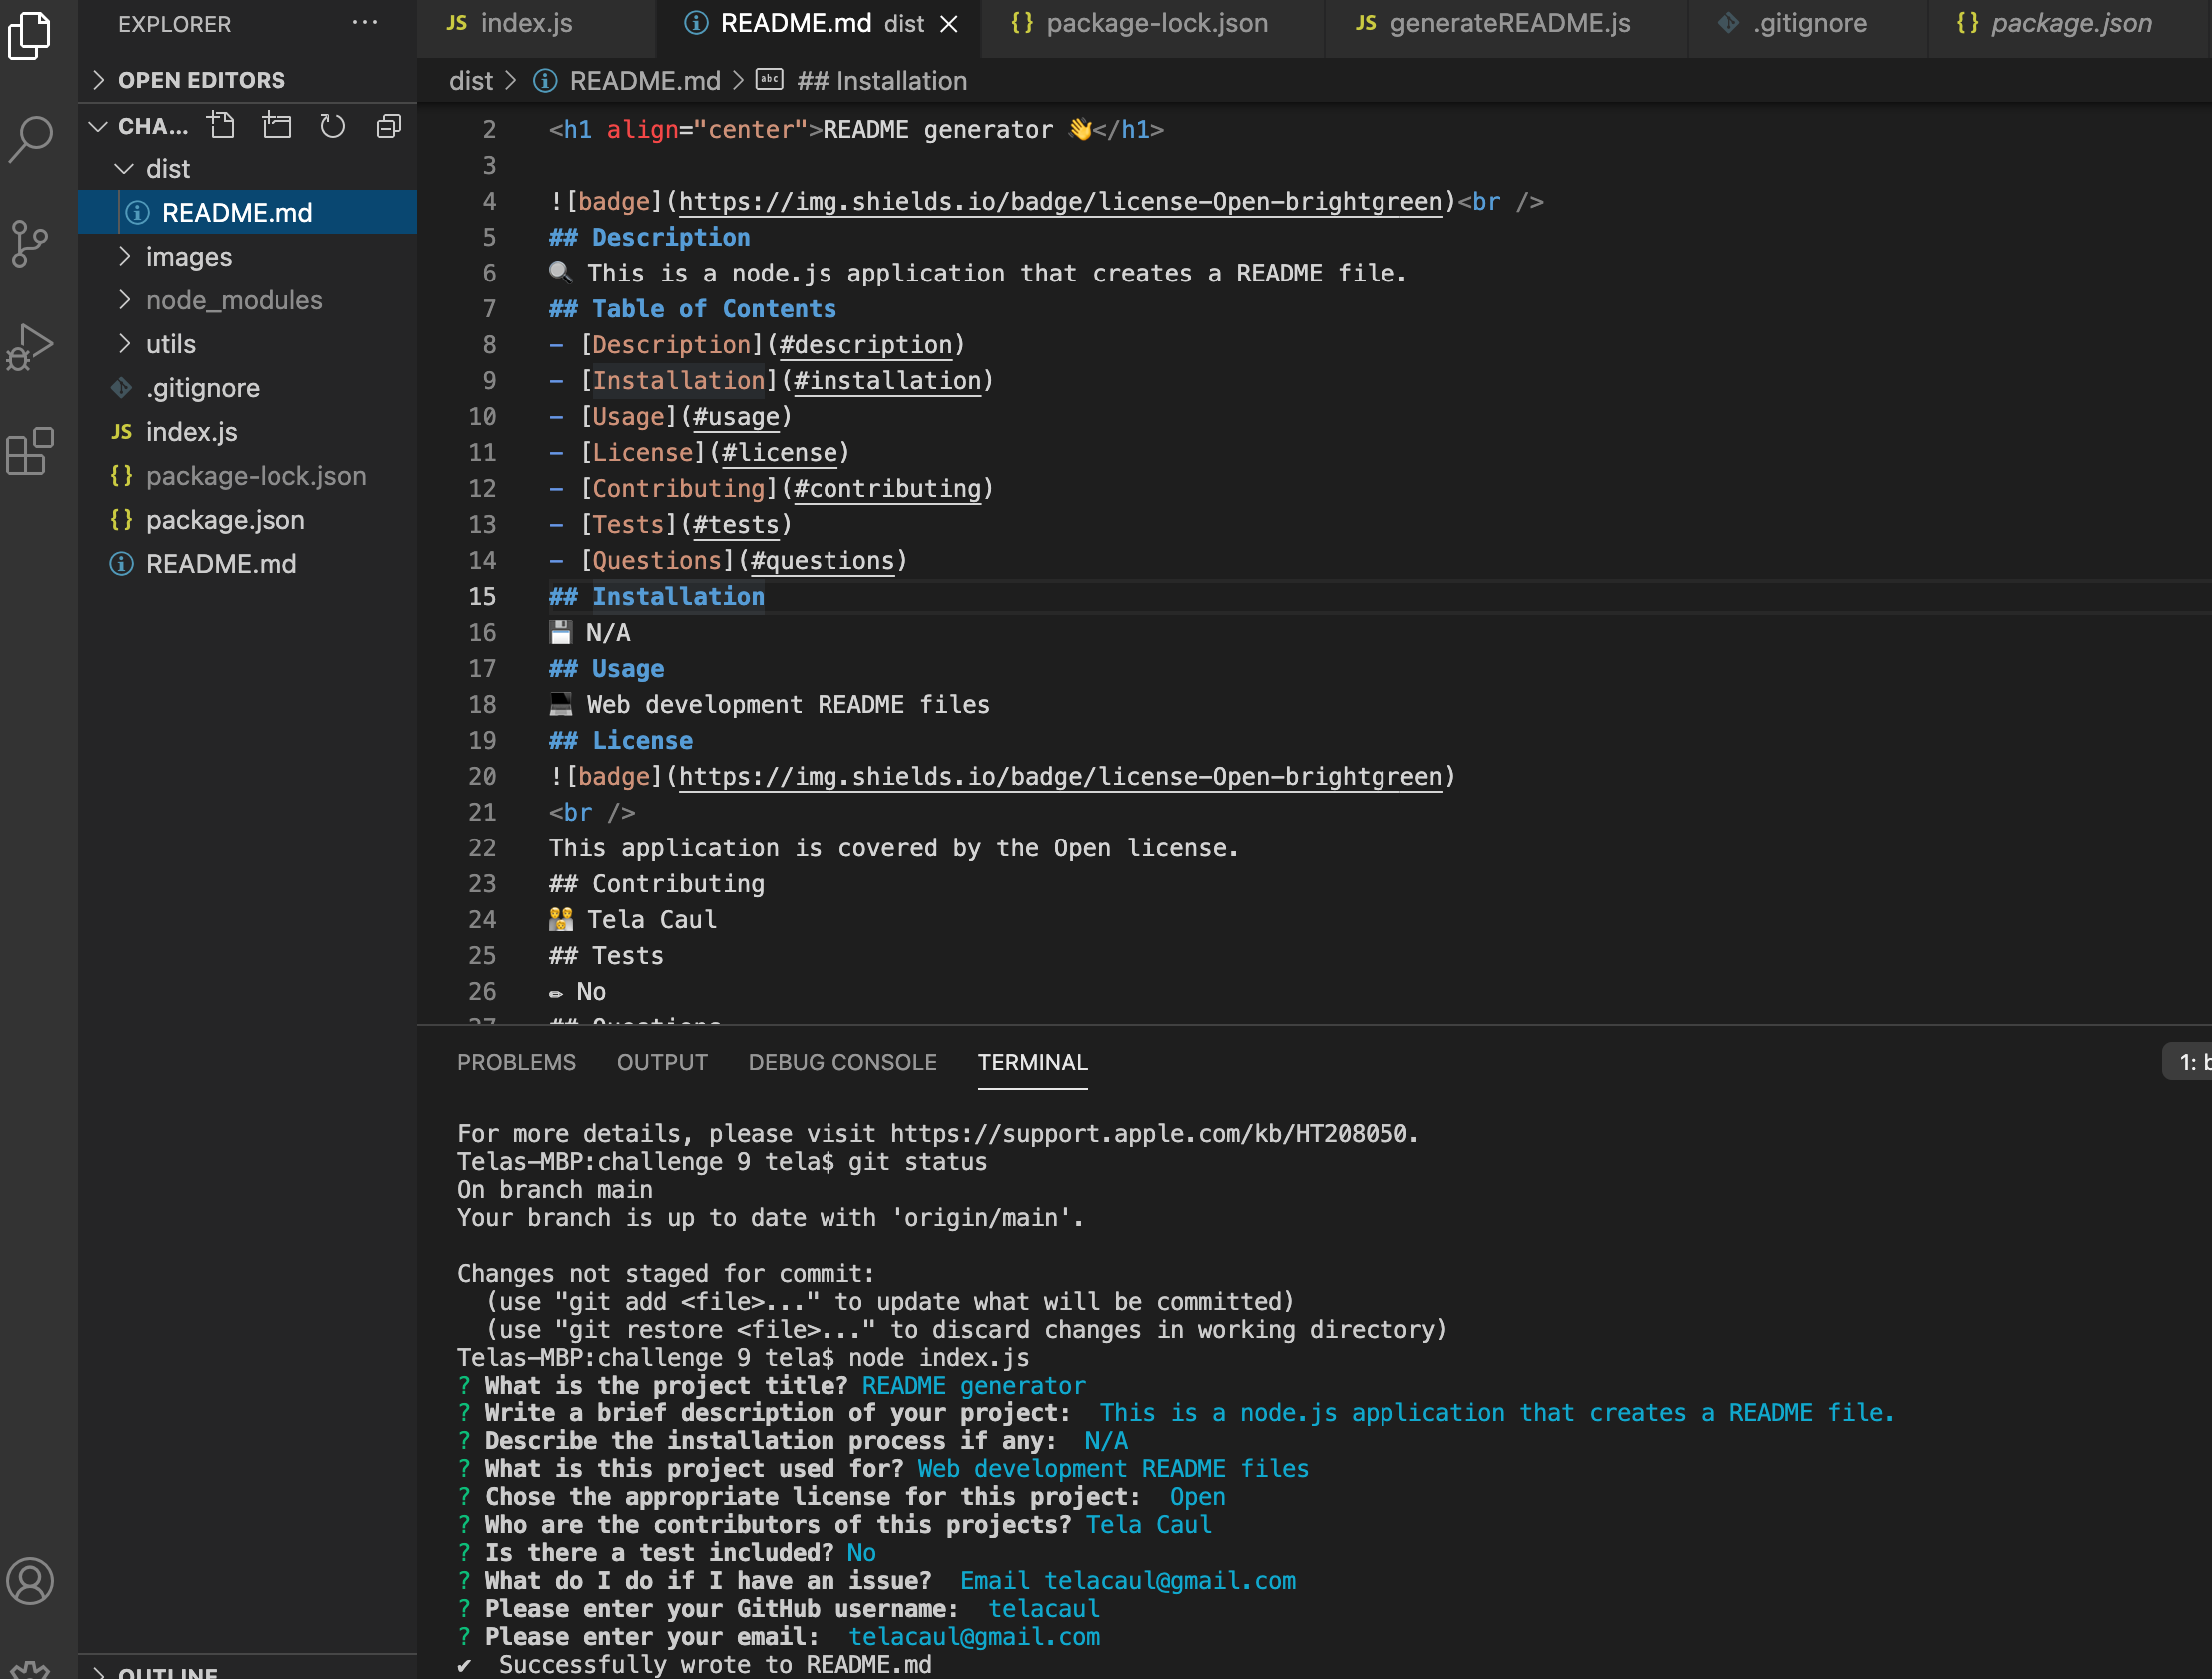 EXPLORER ...
OPEN EDITORS
CHA...
dist
README.md
images
node_modules
utils
.gitignore
JS index.js
{} package-lock.json
{} package.json
README.md
OUTLINE
JS index.js
README.md dist
{} package-lock.json
JS generateREADME.js
.gitignore
{} package.json
dist > README.md > abc ## Installation
2 <h1 align="center">README generator 👋</h1>
3
4 ![badge](https://img.shields.io/badge/license-Open-brightgreen)<br />
5 ## Description
6 🔍 This is a node.js application that creates a README file.
7 ## Table of Contents
8 - [Description](#description)
9 - [Installation](#installation)
10 - [Usage](#usage)
11 - [License](#license)
12 - [Contributing](#contributing)
13 - [Tests](#tests)
14 - [Questions](#questions)
15 ## Installation
16 💾 N/A
17 ## Usage
18 💻 Web development README files
19 ## License
20 ![badge](https://img.shields.io/badge/license-Open-brightgreen)
21 <br />
22 This application is covered by the Open license.
23 ## Contributing
24 👪 Tela Caul
25 ## Tests
26 ✏️ No
27 ## Questions
PROBLEMS OUTPUT DEBUG CONSOLE TERMINAL
1: b
For more details, please visit https://support.apple.com/kb/HT208050.
Telas-MBP:challenge 9 tela$ git status
On branch main
Your branch is up to date with 'origin/main'.
Changes not staged for commit:
(use "git add <file>..." to update what will be committed)
(use "git restore <file>..." to discard changes in working directory)
Telas-MBP:challenge 9 tela$ node index.js
? What is the project title? README generator
? Write a brief description of your project: This is a node.js application that creates a README file.
? Describe the installation process if any: N/A
? What is this project used for? Web development README files
? Chose the appropriate license for this project: Open
? Who are the contributors of this projects? Tela Caul
? Is there a test included? No
? What do I do if I have an issue? Email telacaul@gmail.com
? Please enter your GitHub username: telacaul
? Please enter your email: telacaul@gmail.com
✔ Successfully wrote to README.md